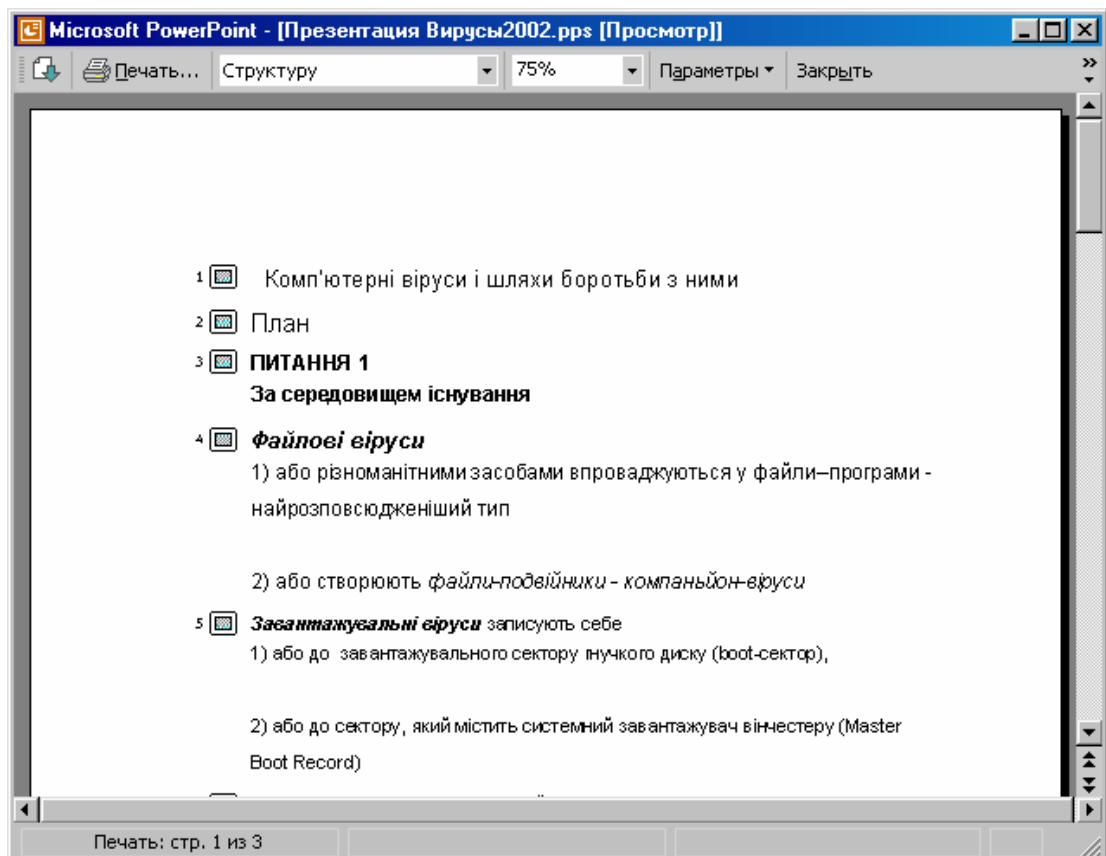 Microsoft PowerPoint - [Презентация Вирусы2002.pps [Просмотр]]
Печать... Структуру 75% Параметры Закрыть
1 Комп'ютерні віруси і шляхи боротьби з ними
2 План
3 ПИТАННЯ 1
За середовищем існування
4 Файлові віруси
1) або різноманітними засобами впроваджуються у файли–програми -
найрозповсюдженіший тип
2) або створюють файли-подвійники - компаньйон-віруси
5 Завантажувальні віруси записують себе
1) або до завантажувального сектору гнучкого диску (boot-сектор),
2) або до сектору, який містить системний завантажувач вінчестеру (Master
Boot Record)
Печать: стр. 1 из 3